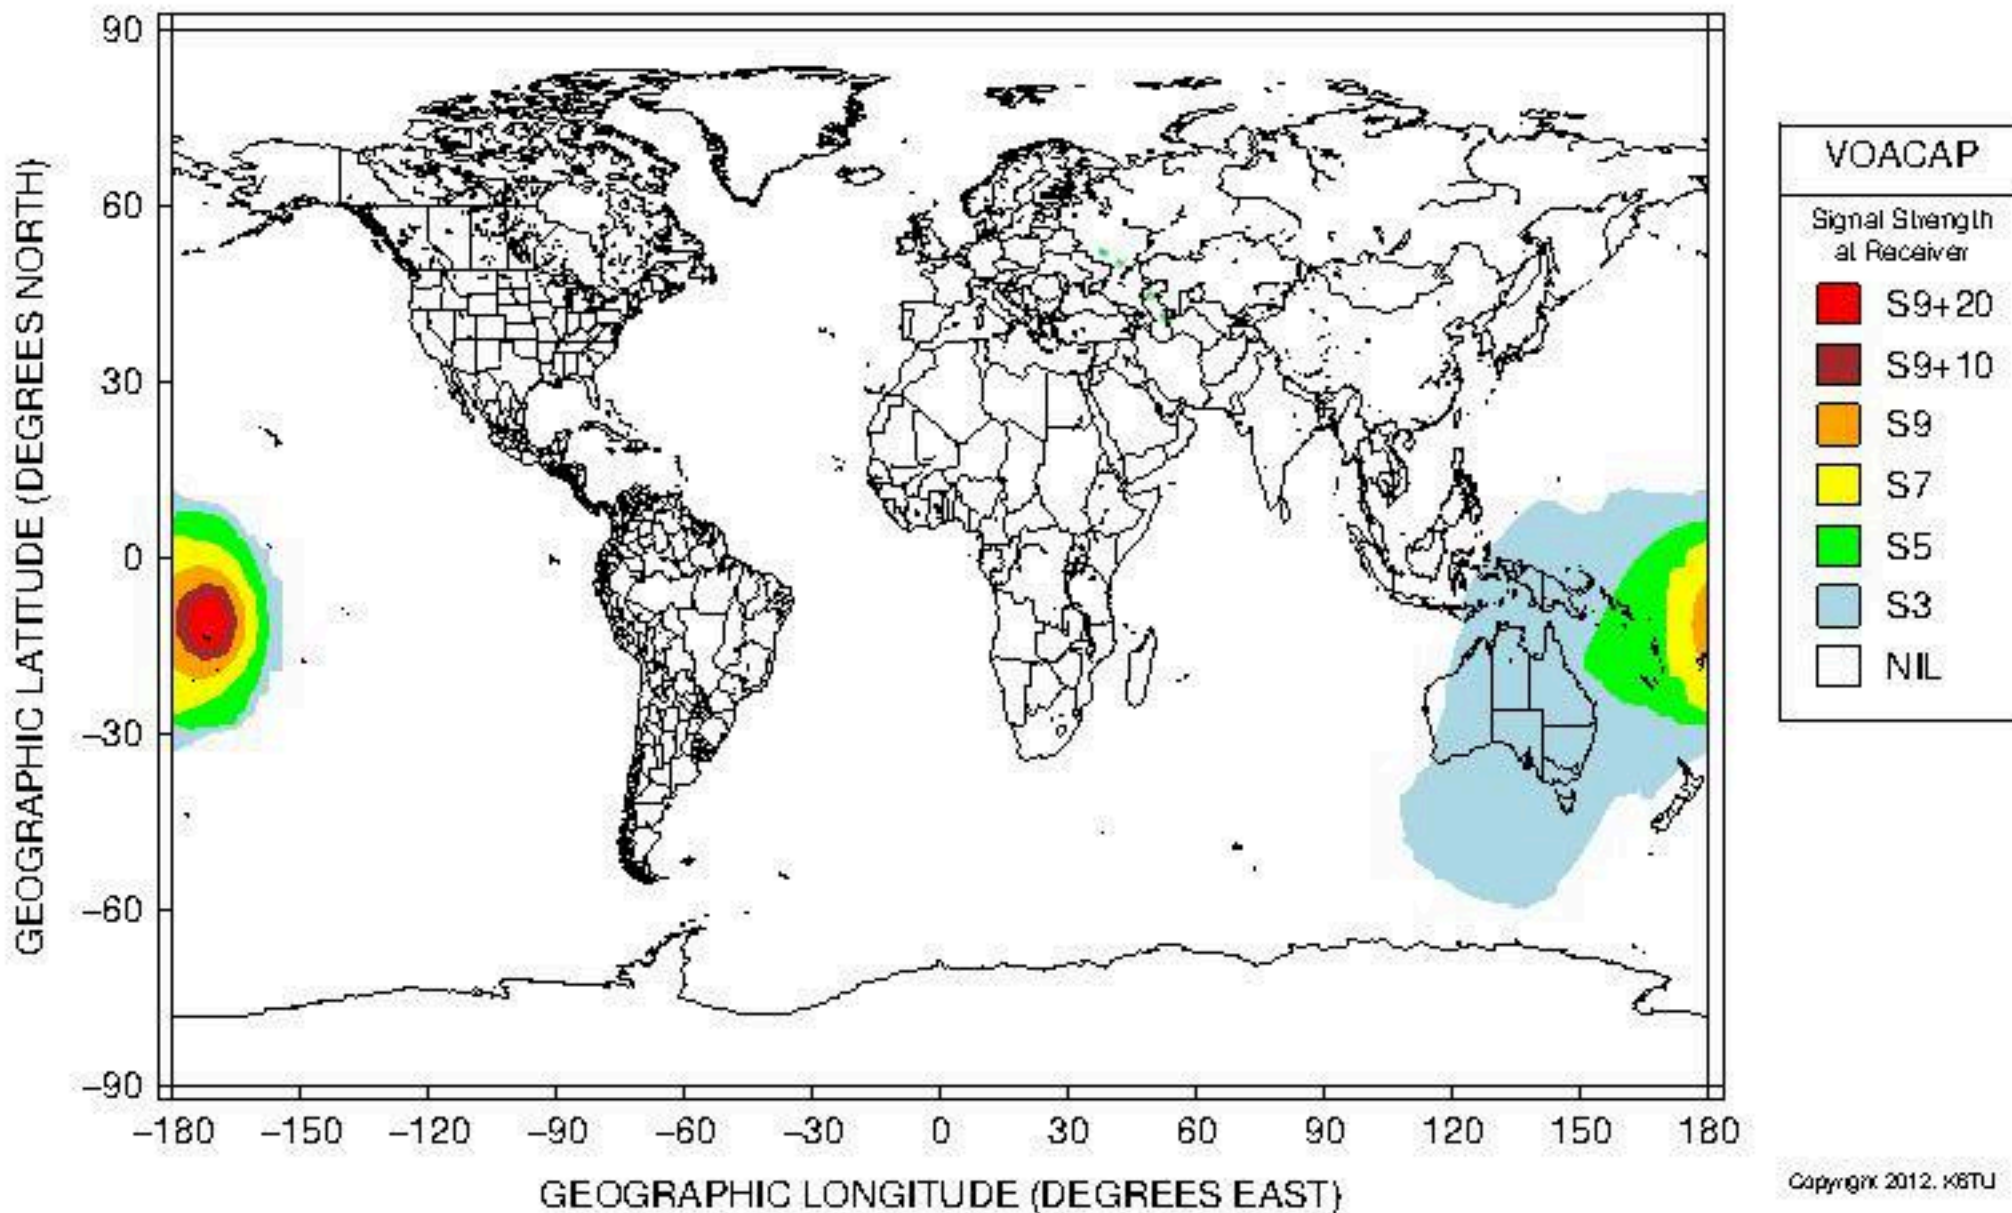 90
60
30
0
−30
−60
−90
GEOGRAPHIC LATITUDE (DEGREES NORTH)
−180 −150 −120 −90 −60 −30 0 30 60 90 120 150 180
GEOGRAPHIC LONGITUDE (DEGREES EAST)
VOACAP
Signal Strength
at Receiver
S9+20
S9+10
S9
S7
S5
S3
NIL
Copyright 2012, K6TU